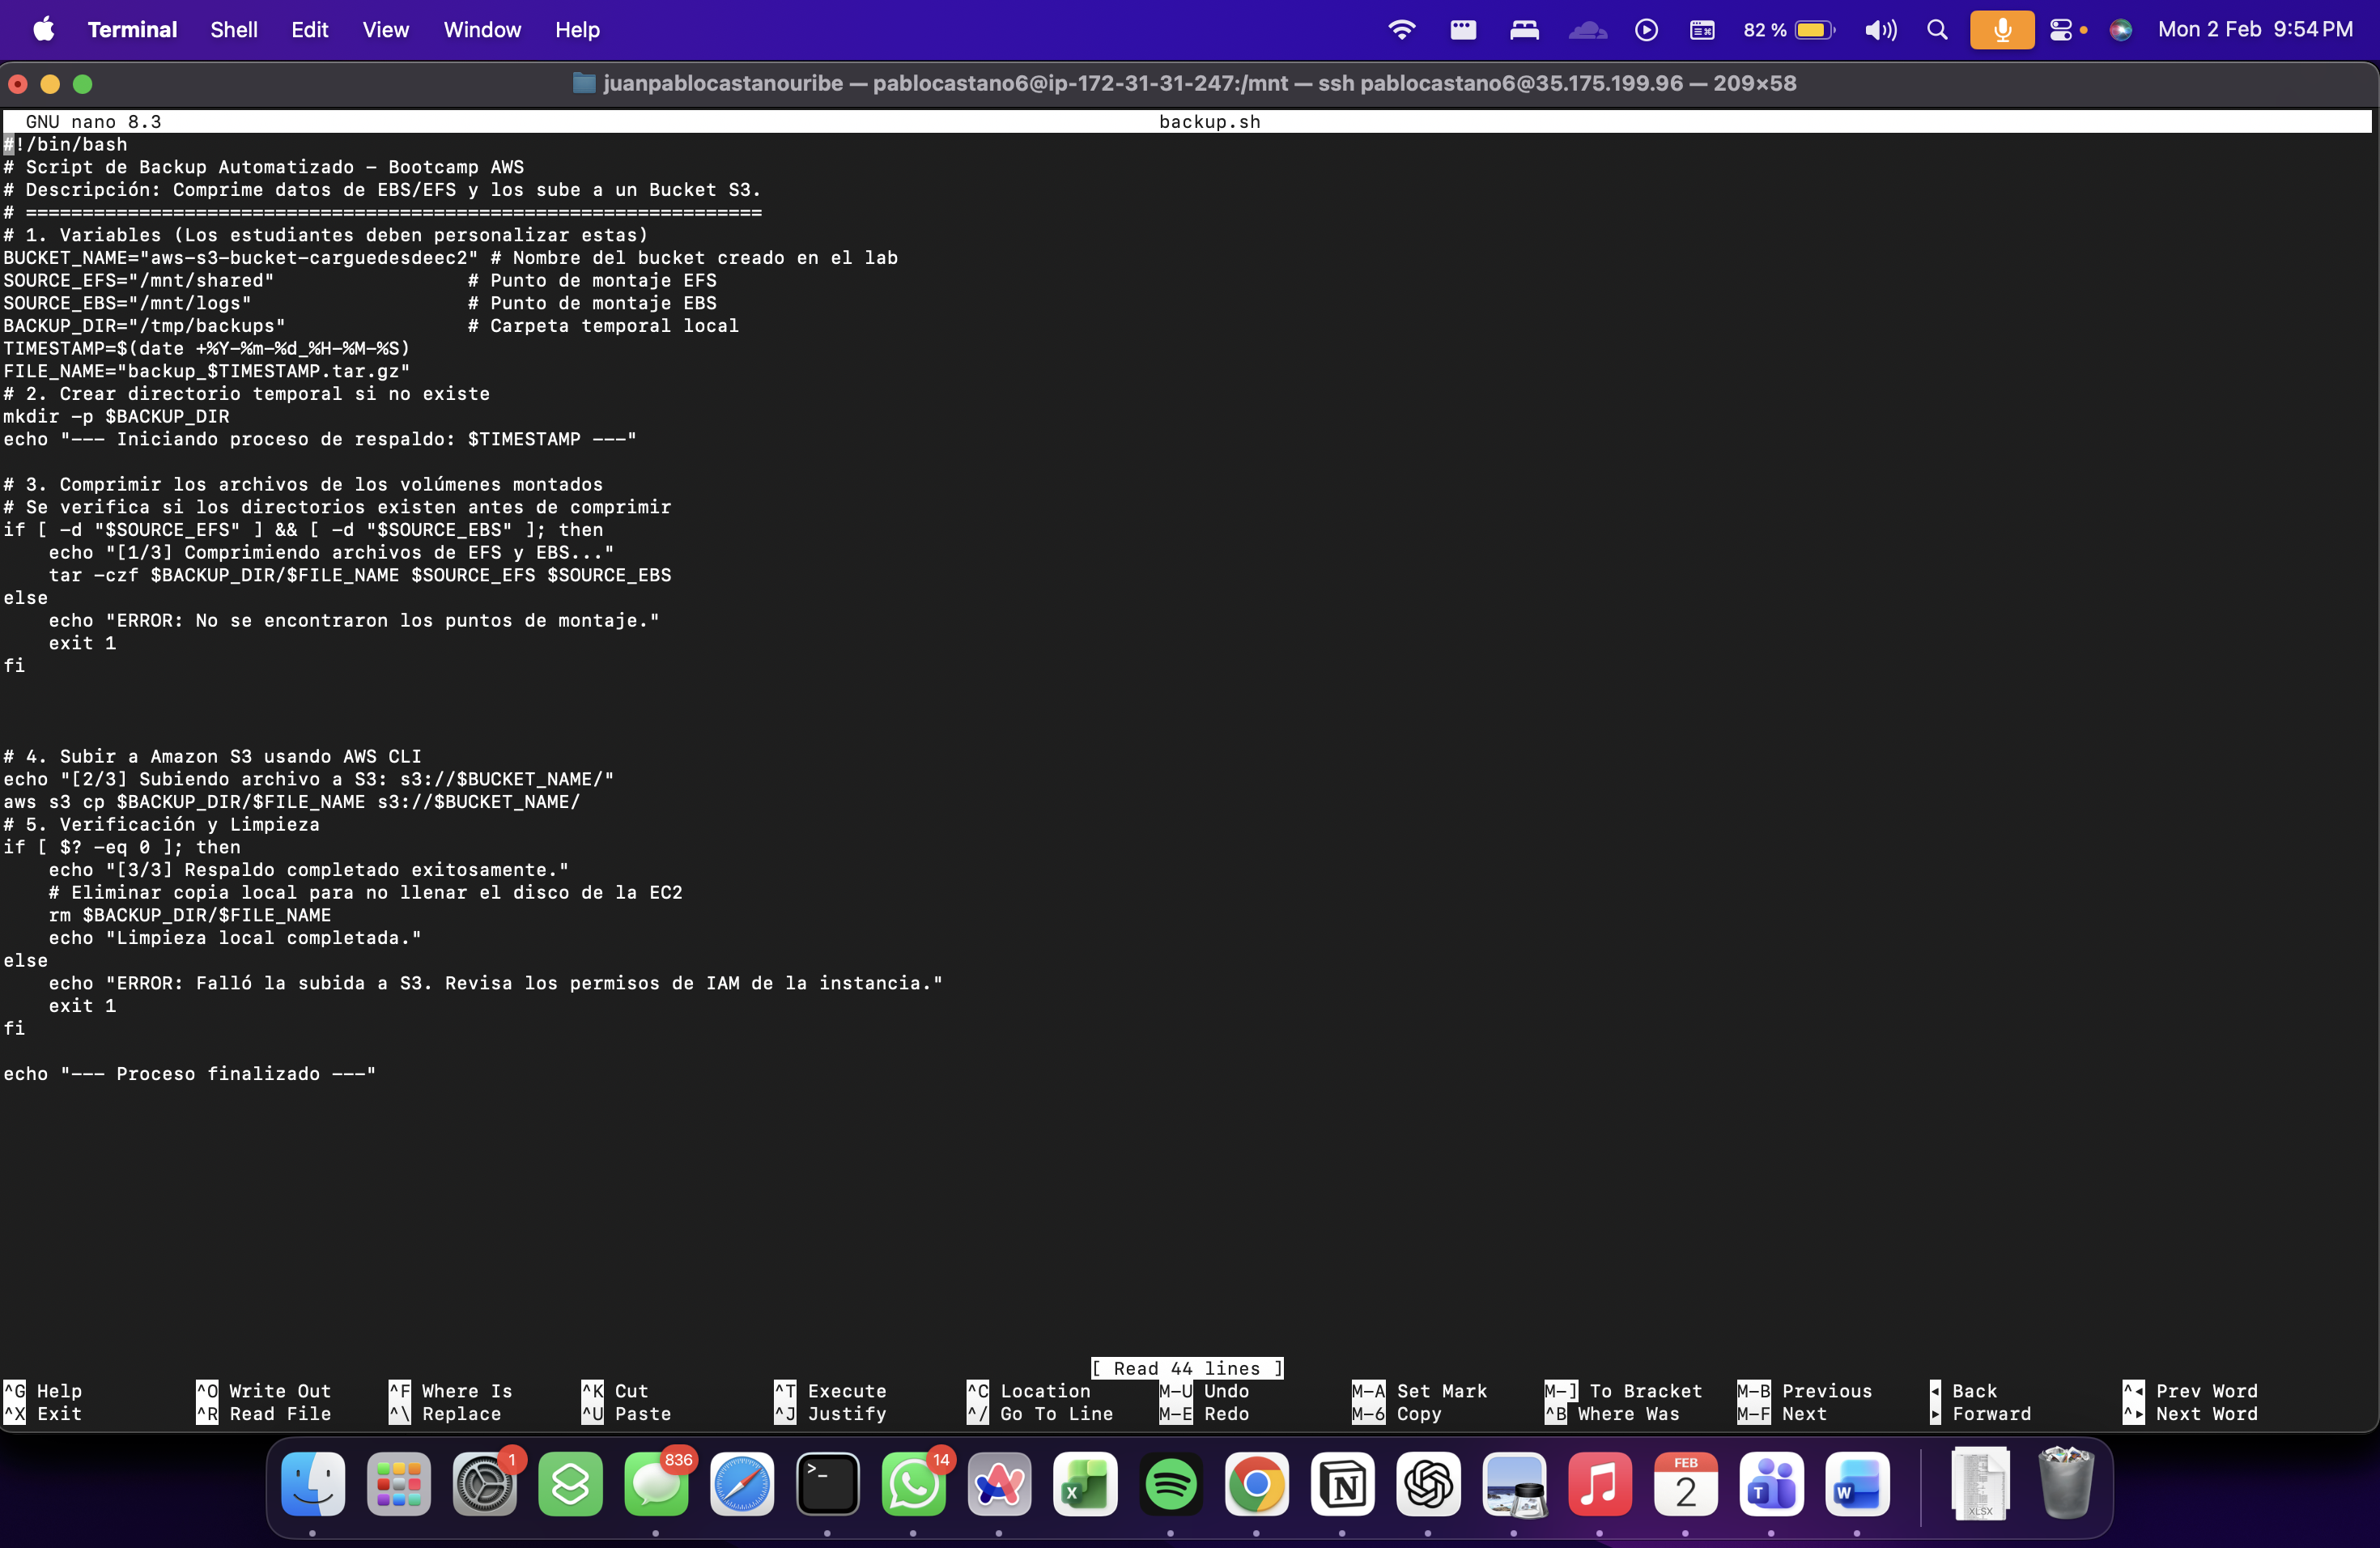 Terminal Shell Edit View Window Help 82 % Mon 2 Feb 9:54 PM
juanpablocastanouribe — pablocastano6@ip-172-31-31-247:/mnt — ssh pablocastano6@35.175.199.96 — 209×58
GNU nano 8.3 backup.sh
#!/bin/bash
# Script de Backup Automatizado - Bootcamp AWS
# Descripción: Comprime datos de EBS/EFS y los sube a un Bucket S3.
# =================================================================
# 1. Variables (Los estudiantes deben personalizar estas)
BUCKET_NAME="aws-s3-bucket-carguedesdeec2" # Nombre del bucket creado en el lab
SOURCE_EFS="/mnt/shared"                 # Punto de montaje EFS
SOURCE_EBS="/mnt/logs"                   # Punto de montaje EBS
BACKUP_DIR="/tmp/backups"                # Carpeta temporal local
TIMESTAMP=$(date +%Y-%m-%d_%H-%M-%S)
FILE_NAME="backup_$TIMESTAMP.tar.gz"
# 2. Crear directorio temporal si no existe
mkdir -p $BACKUP_DIR
echo "--- Iniciando proceso de respaldo: $TIMESTAMP ---"
# 3. Comprimir los archivos de los volúmenes montados
# Se verifica si los directorios existen antes de comprimir
if [ -d "$SOURCE_EFS" ] && [ -d "$SOURCE_EBS" ]; then
    echo "[1/3] Comprimiendo archivos de EFS y EBS..."
    tar -czf $BACKUP_DIR/$FILE_NAME $SOURCE_EFS $SOURCE_EBS
else
    echo "ERROR: No se encontraron los puntos de montaje."
    exit 1
fi
# 4. Subir a Amazon S3 usando AWS CLI
echo "[2/3] Subiendo archivo a S3: s3://$BUCKET_NAME/"
aws s3 cp $BACKUP_DIR/$FILE_NAME s3://$BUCKET_NAME/
# 5. Verificación y Limpieza
if [ $? -eq 0 ]; then
    echo "[3/3] Respaldo completado exitosamente."
    # Eliminar copia local para no llenar el disco de la EC2
    rm $BACKUP_DIR/$FILE_NAME
    echo "Limpieza local completada."
else
    echo "ERROR: Falló la subida a S3. Revisa los permisos de IAM de la instancia."
    exit 1
fi
echo "--- Proceso finalizado ---"
[ Read 44 lines ]
^G Help ^O Write Out ^F Where Is ^K Cut ^T Execute ^C Location M-U Undo M-A Set Mark M-] To Bracket M-B Previous ◂ Back ^◂ Prev Word
^X Exit ^R Read File ^\ Replace ^U Paste ^J Justify ^/ Go To Line M-E Redo M-6 Copy ^B Where Was M-F Next ▸ Forward ^▸ Next Word
1 836 14 FEB 2
XLSX